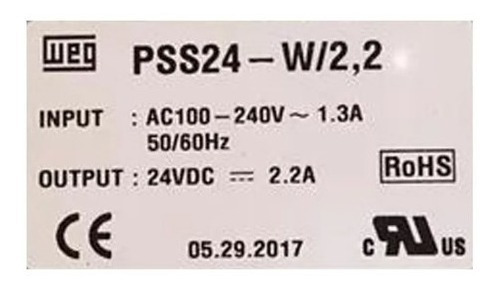 WEG PSS24-W/2,2
INPUT : AC100-240V~ 1.3A
50/60Hz
OUTPUT : 24VDC ⎓ 2.2A
RoHS
CE 05.29.2017 c RU US